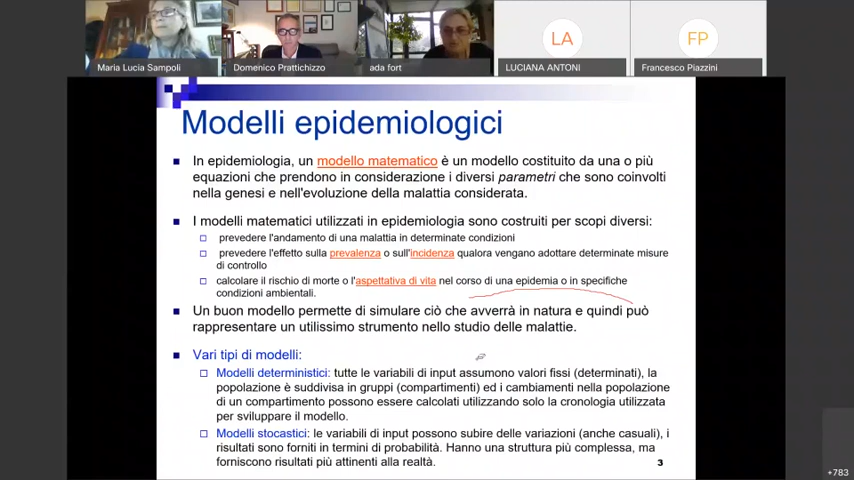 LA
FP
Maria Lucia Sampoli
Domenico Prattichizzo
ada fort
LUCIANA ANTONI
Francesco Piazzini
Modelli epidemiologici
In epidemiologia, un modello matematico è un modello costituito da una o più
equazioni che prendono in considerazione i diversi parametri che sono coinvolti
nella genesi e nell'evoluzione della malattia considerata.
I modelli matematici utilizzati in epidemiologia sono costruiti per scopi diversi:
prevedere l'andamento di una malattia in determinate condizioni
prevedere l'effetto sulla prevalenza o sull'incidenza qualora vengano adottare determinate misure
di controllo
calcolare il rischio di morte o l'aspettativa di vita nel corso di una epidemia o in specifiche
condizioni ambientali.
Un buon modello permette di simulare ciò che avverrà in natura e quindi può
rappresentare un utilissimo strumento nello studio delle malattie.
Vari tipi di modelli:
Modelli deterministici: tutte le variabili di input assumono valori fissi (determinati), la
popolazione è suddivisa in gruppi (compartimenti) ed i cambiamenti nella popolazione
di un compartimento possono essere calcolati utilizzando solo la cronologia utilizzata
per sviluppare il modello.
Modelli stocastici: le variabili di input possono subire delle variazioni (anche casuali), i
risultati sono forniti in termini di probabilità. Hanno una struttura più complessa, ma
forniscono risultati più attinenti alla realtà.
3
+783